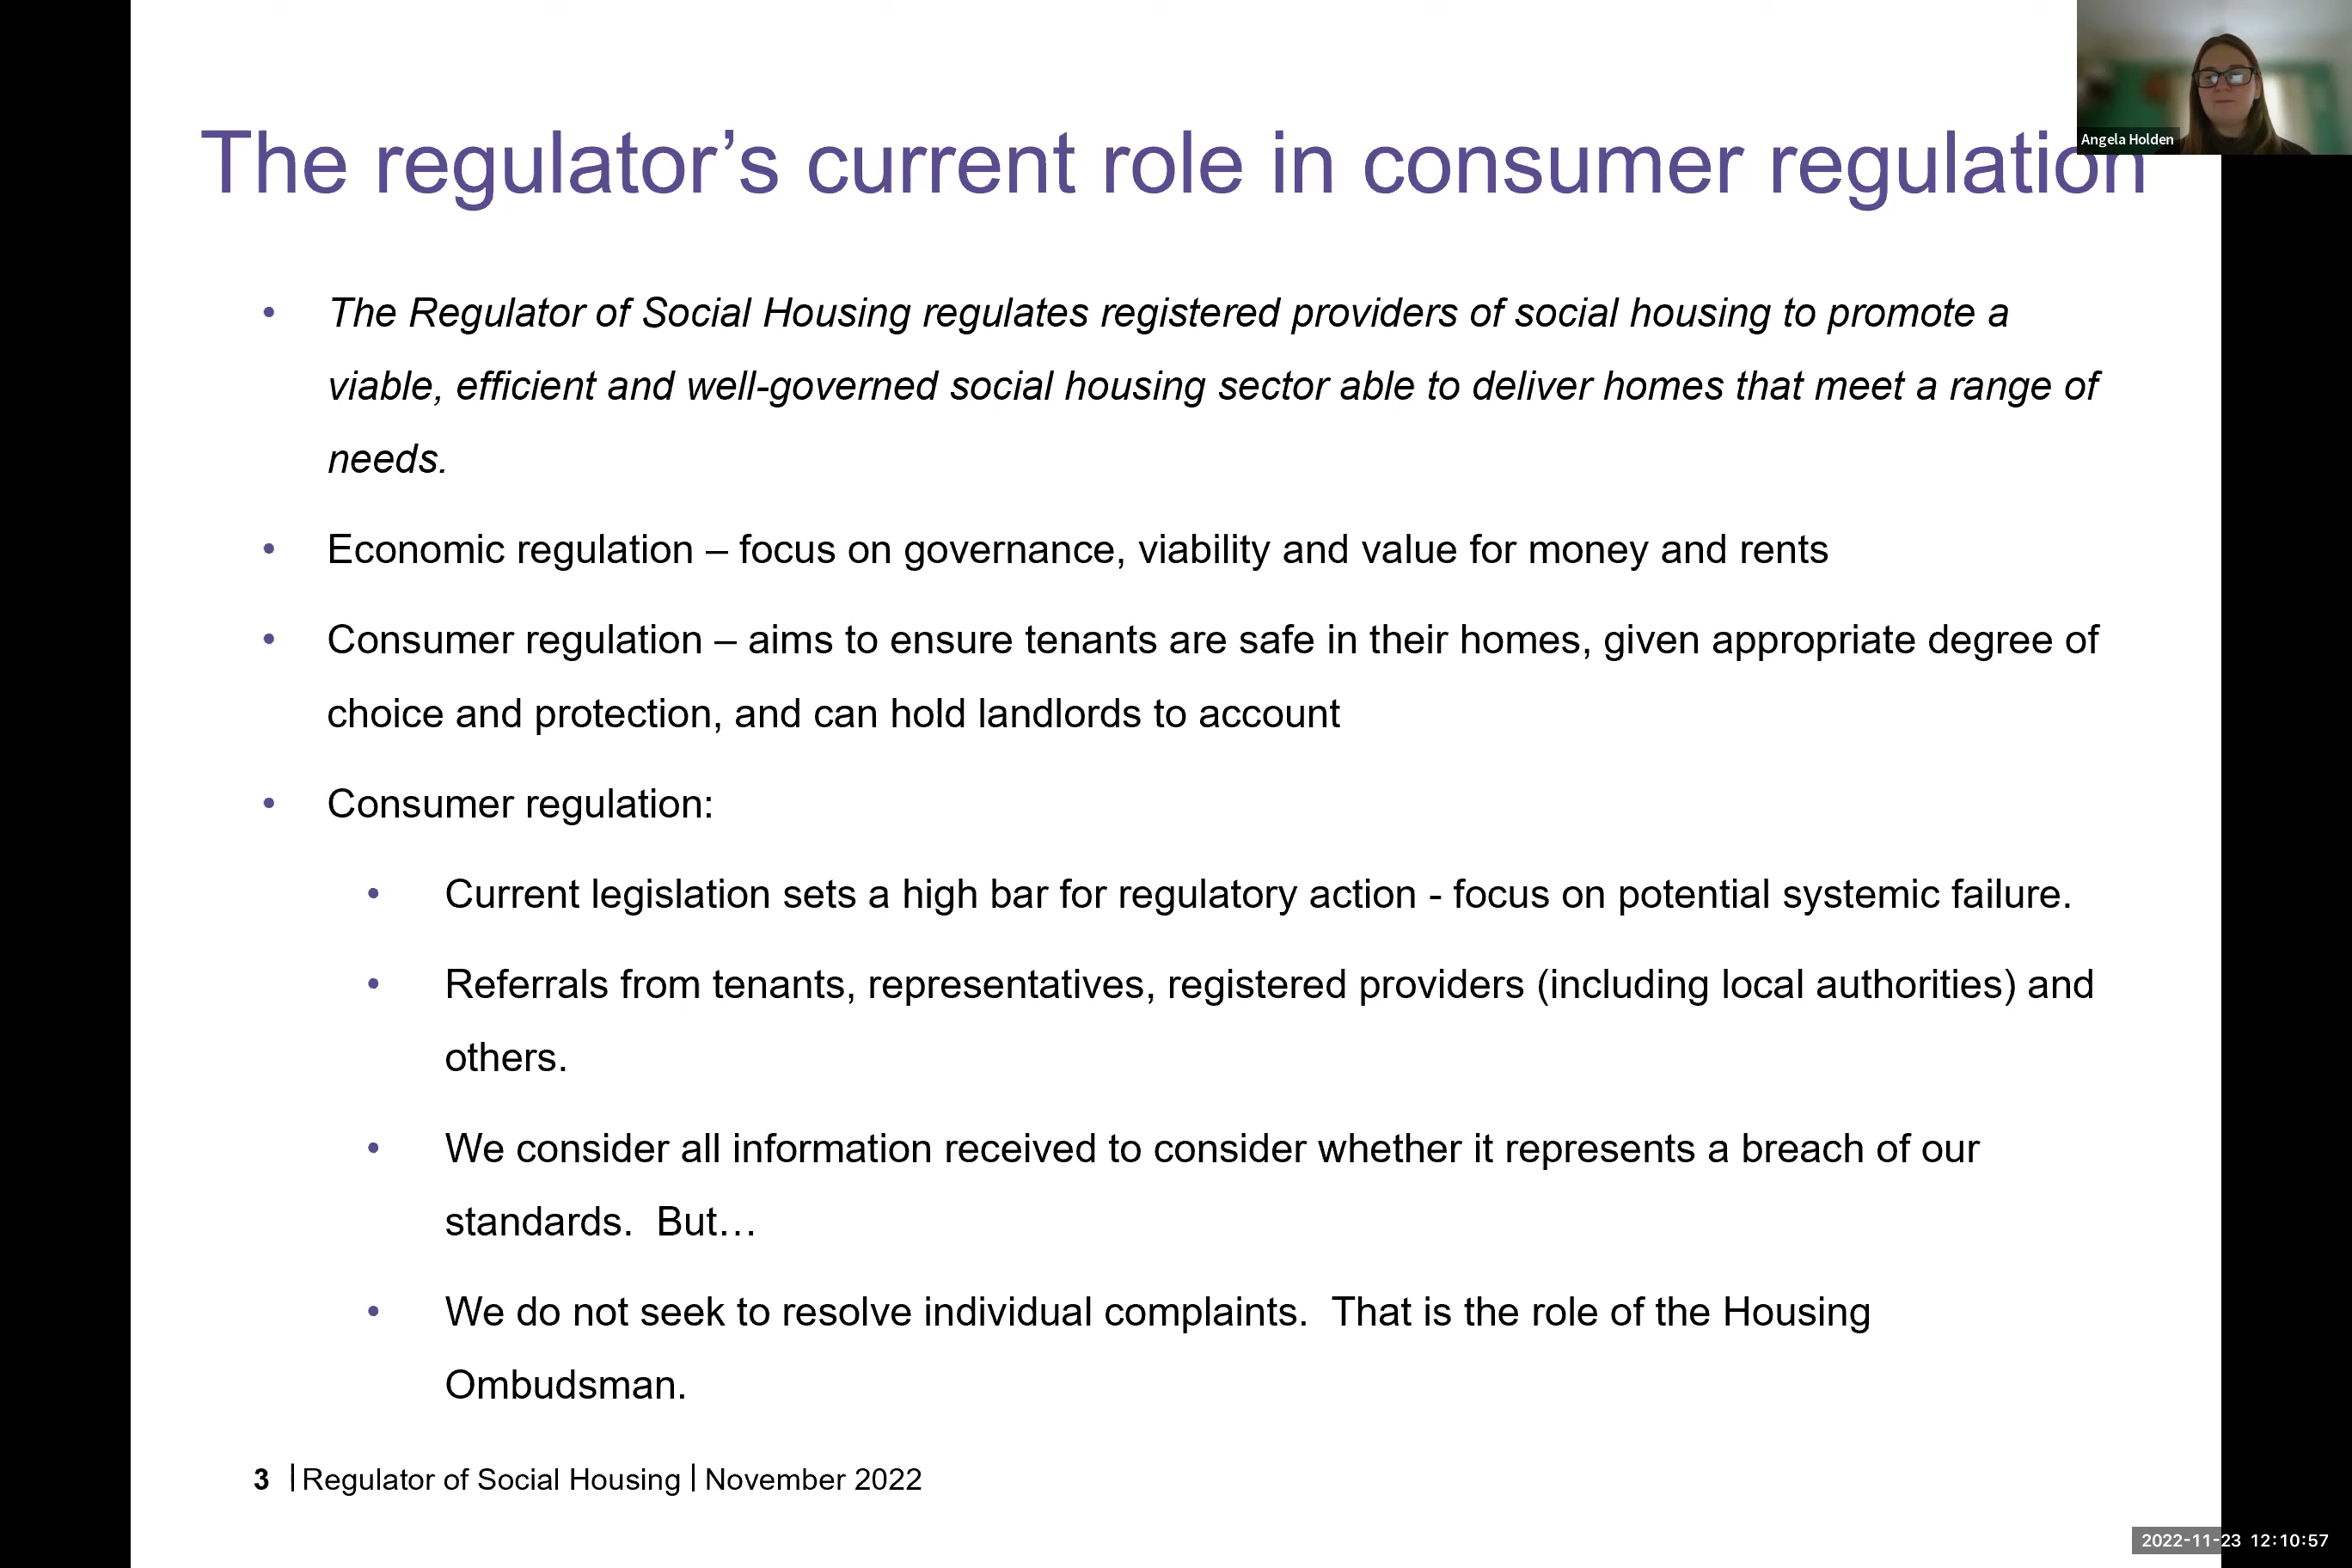 Angela Holden
The regulator’s current role in consumer regulation
• The Regulator of Social Housing regulates registered providers of social housing to promote a
viable, efficient and well-governed social housing sector able to deliver homes that meet a range of
needs.
• Economic regulation – focus on governance, viability and value for money and rents
• Consumer regulation – aims to ensure tenants are safe in their homes, given appropriate degree of
choice and protection, and can hold landlords to account
• Consumer regulation:
• Current legislation sets a high bar for regulatory action - focus on potential systemic failure.
• Referrals from tenants, representatives, registered providers (including local authorities) and
others.
• We consider all information received to consider whether it represents a breach of our
standards.  But…
• We do not seek to resolve individual complaints.  That is the role of the Housing
Ombudsman.
3 | Regulator of Social Housing | November 2022
2022-11-23 12:10:57